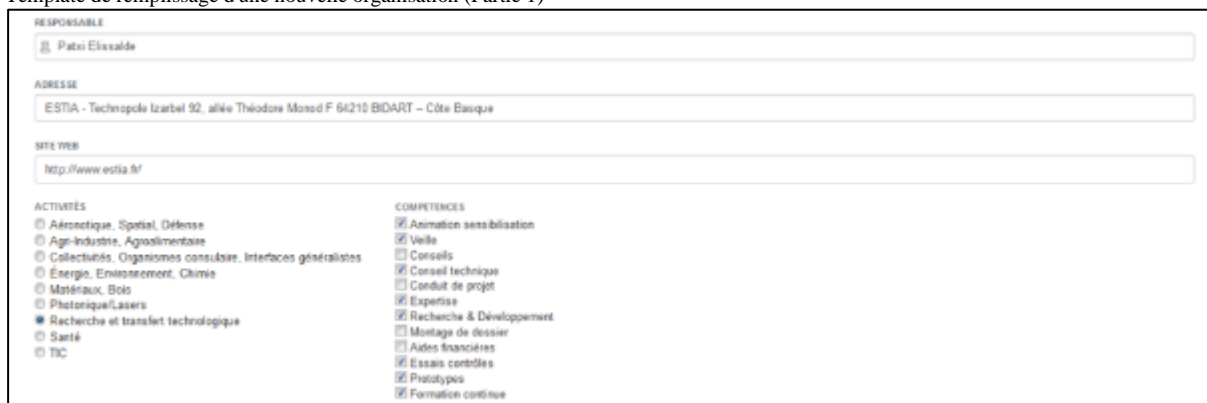 Template de remplissage d'une nouvelle organisation (Partie 1)
RESPONSABLE
Patxi Elissalde
ADRESSE
ESTIA - Technopole Izarbel 92, allée Théodore Monod F 64210 BIDART – Côte Basque
SITE WEB
http://www.estia.fr/
ACTIVITÉS
Aéronotique, Spatial, Défense
Agri-Industrie, Agroalimentaire
Collectivités, Organismes consulaire, Interfaces généralistes
Énergie, Environnement, Chimie
Matériaux, Bois
Photonique/Lasers
Recherche et transfert technologique
Santé
TIC
COMPETENCES
Animation sensibilisation
Veille
Conseils
Conseil technique
Conduit de projet
Expertise
Recherche & Développement
Montage de dossier
Aides financières
Essais contrôles
Prototypes
Formation continue